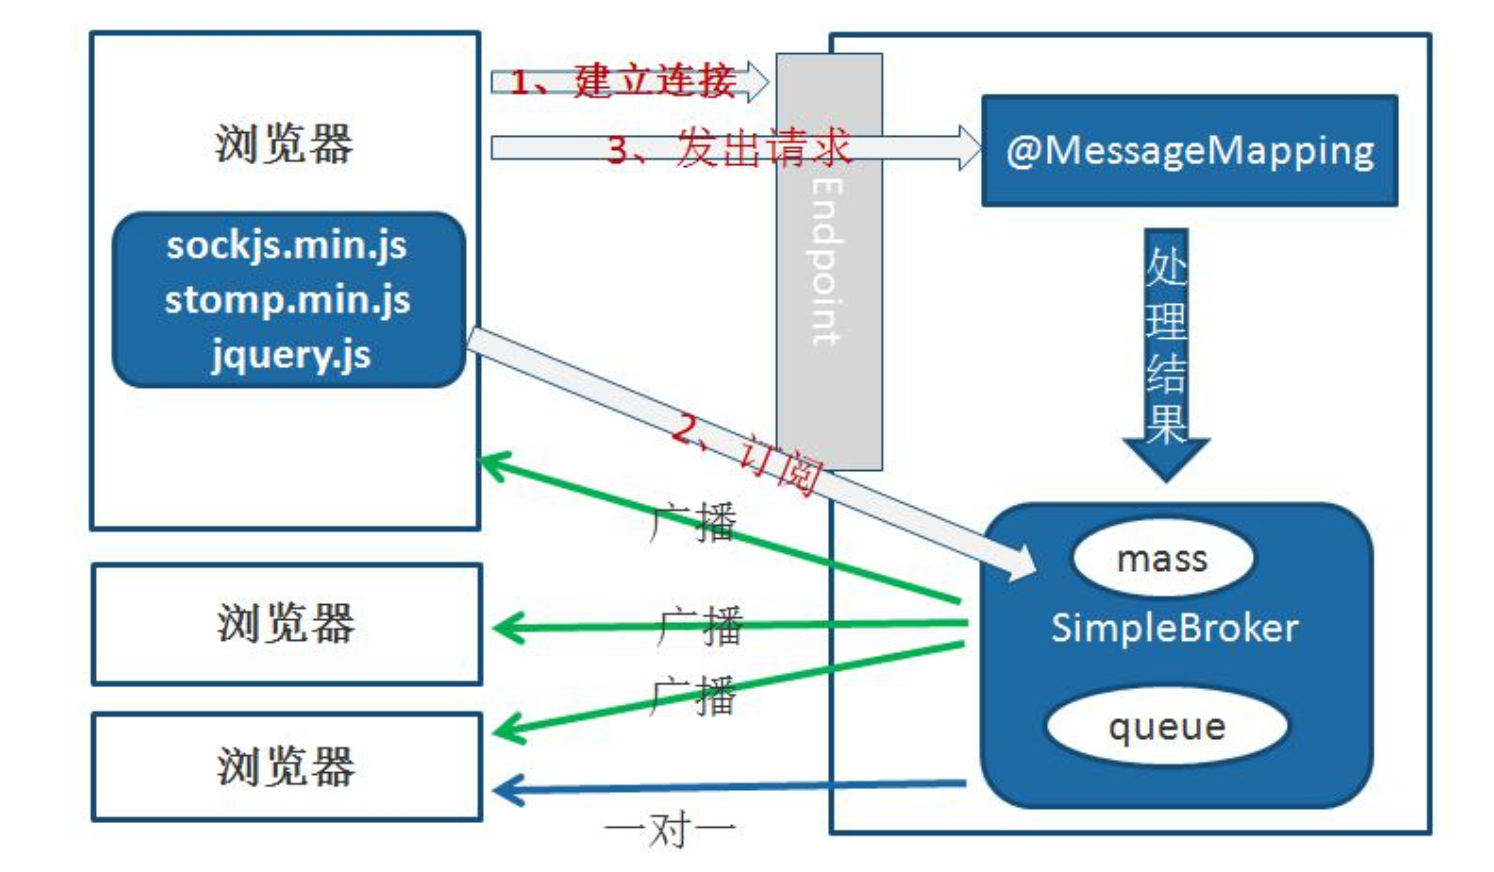 1、建立连接
3、发出请求
浏览器
@MessageMapping
Endpoint
sockjs.min.js
stomp.min.js
jquery.js
处理结果
2、订阅
广播
mass
浏览器
广播
SimpleBroker
广播
queue
浏览器
一对一